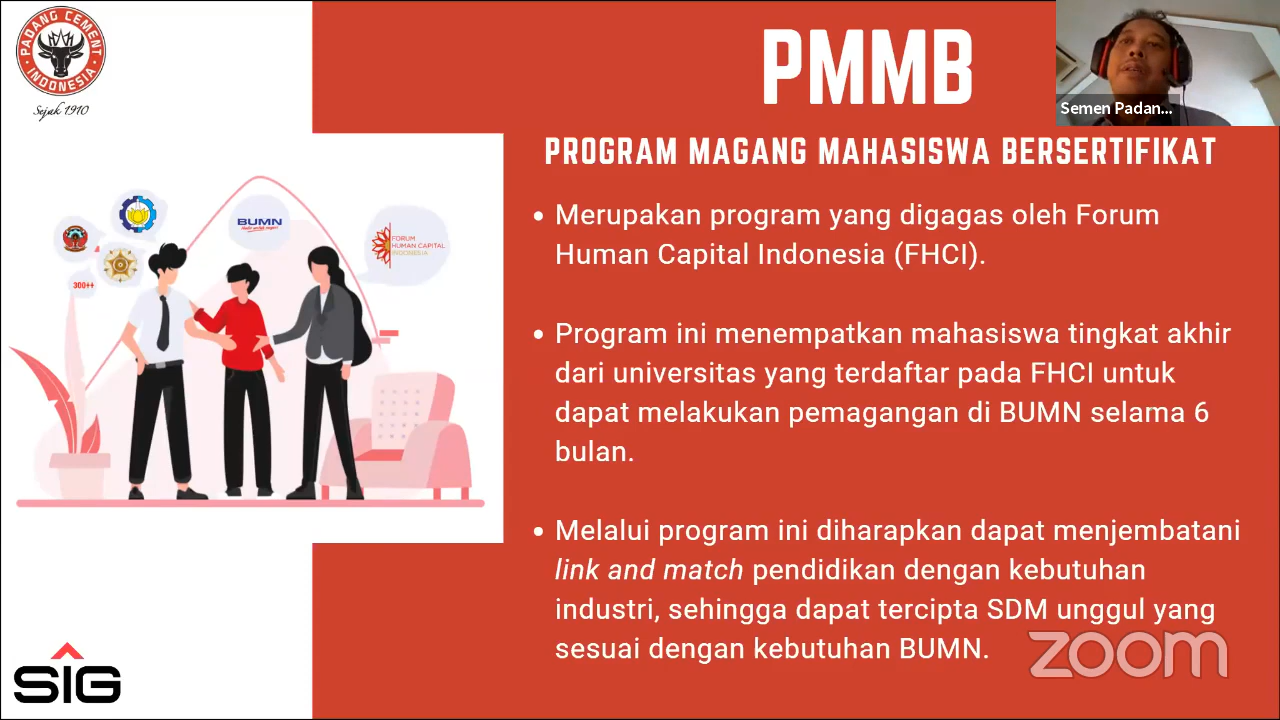 PADANG CEMENT
INDONESIA
Sejak 1910
PMMB
Semen Padan...
PROGRAM MAGANG MAHASISWA BERSERTIFIKAT
BUMN
FORUM
HUMAN CAPITAL
INDONESIA
300++
• Merupakan program yang digagas oleh Forum
Human Capital Indonesia (FHCI).
• Program ini menempatkan mahasiswa tingkat akhir
dari universitas yang terdaftar pada FHCI untuk
dapat melakukan pemagangan di BUMN selama 6
bulan.
• Melalui program ini diharapkan dapat menjembatani
link and match pendidikan dengan kebutuhan
industri, sehingga dapat tercipta SDM unggul yang
sesuai dengan kebutuhan BUMN.
zoom
SIG